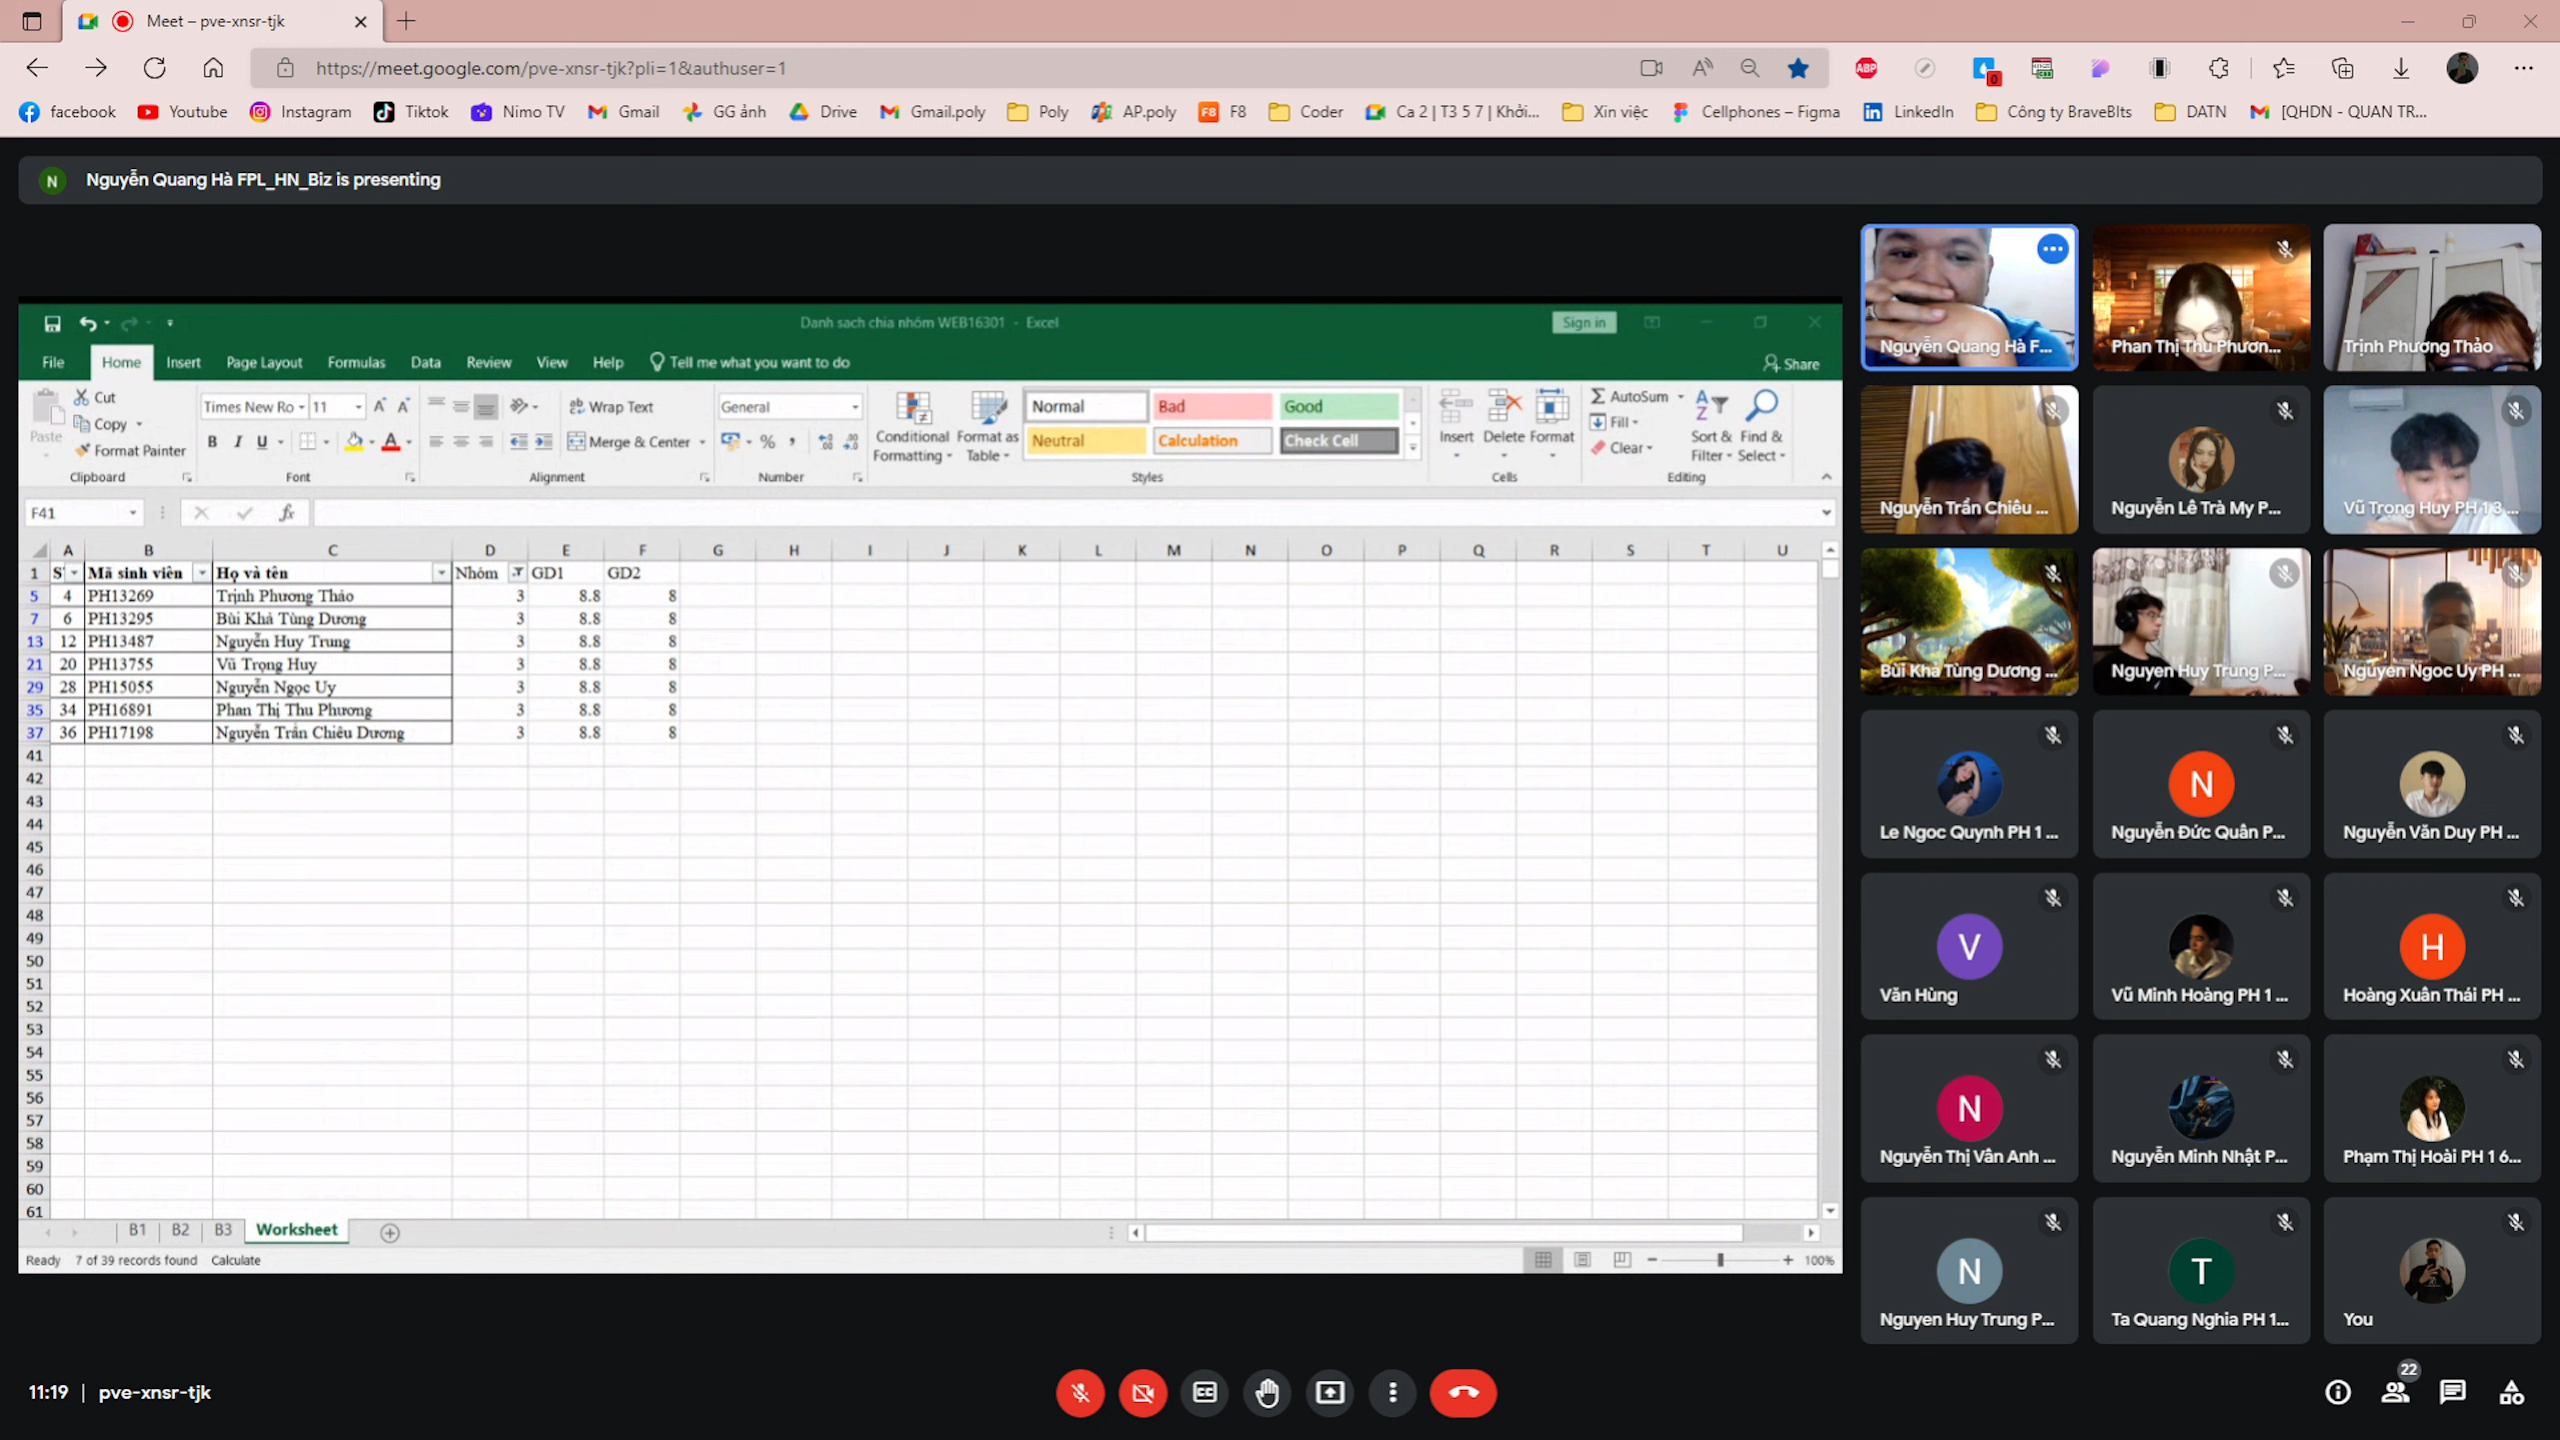 Meet – pve-xnsr-tjk
https://meet.google.com/pve-xnsr-tjk?pli=1&authuser=1
ABP
0
facebook Youtube Instagram Tiktok Nimo TV Gmail GG ảnh Drive Gmail.poly Poly AP.poly F8 F8 Coder Ca 2 | T3 5 7 | Khởi... Xin việc Cellphones – Figma LinkedIn Công ty BraveBIts DATN [QHDN - QUAN TR...
N Nguyễn Quang Hà FPL_HN_Biz is presenting
Danh sach chia nhóm WEB16301 - Excel Sign in
File Home Insert Page Layout Formulas Data Review View Help Tell me what you want to do Share
Paste Cut Copy Format Painter Clipboard
Times New Ro 11 B I U Font
Wrap Text Merge & Center Alignment
General % , Number
Conditional Formatting Format as Table
Normal Bad Good
Neutral Calculation Check Cell
Styles
Insert Delete Format Cells
AutoSum Fill Clear Sort & Filter Find & Select Editing
F41 fx
A B C D E F G H I J K L M N O P Q R S T U
1 S Mã sinh viên Họ và tên Nhóm GD1 GD2
5 4 PH13269 Trịnh Phương Thảo 3 8.8 8
7 6 PH13295 Bùi Khả Tùng Dương 3 8.8 8
13 12 PH13487 Nguyễn Huy Trung 3 8.8 8
21 20 PH13755 Vũ Trọng Huy 3 8.8 8
29 28 PH15055 Nguyễn Ngọc Uy 3 8.8 8
35 34 PH16891 Phan Thị Thu Phương 3 8.8 8
37 36 PH17198 Nguyễn Trần Chiêu Dương 3 8.8 8
41
42
43
44
45
46
47
48
49
50
51
52
53
54
55
56
57
58
59
60
61
B1 B2 B3 Worksheet
Ready 7 of 39 records found Calculate 100%
Nguyễn Quang Hà F... Phan Thị Thu Phươn... Trịnh Phương Thảo
Nguyễn Trần Chiêu ... Nguyễn Lê Trà My P... Vũ Trọng Huy PH 1 3 ...
Bùi Khả Tùng Dương ... Nguyen Huy Trung P... Nguyen Ngoc Uy PH ...
N
Le Ngoc Quynh PH 1 ... Nguyễn Đức Quân P... Nguyễn Văn Duy PH ...
V H
Văn Hùng Vũ Minh Hoàng PH 1 ... Hoàng Xuân Thái PH ...
N
Nguyễn Thị Vân Anh ... Nguyễn Minh Nhật P... Phạm Thị Hoài PH 1 6...
N T
Nguyen Huy Trung P... Ta Quang Nghia PH 1... You
11:19 | pve-xnsr-tjk
22